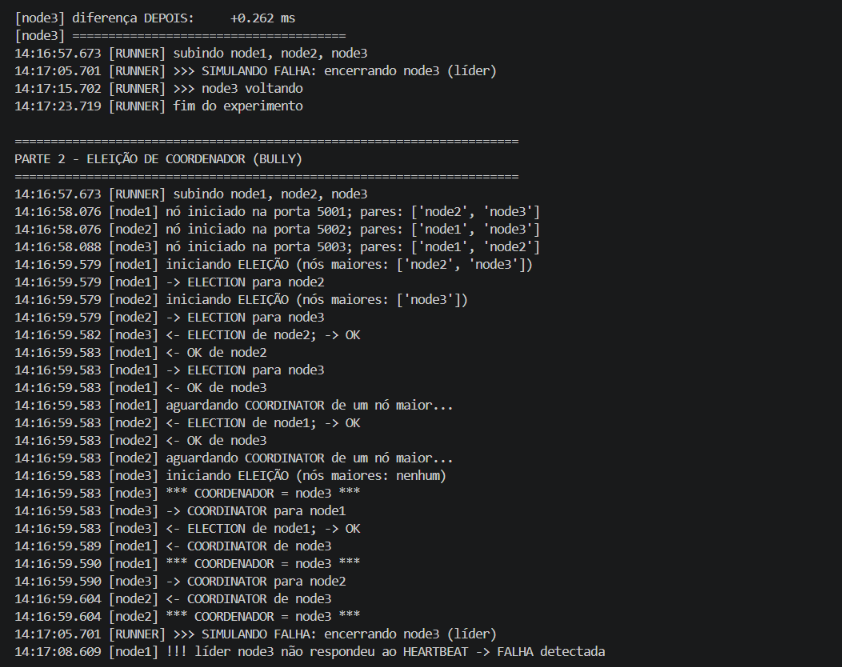 [node3] diferença DEPOIS:     +0.262 ms
[node3] ======================================
14:16:57.673 [RUNNER] subindo node1, node2, node3
14:17:05.701 [RUNNER] >>> SIMULANDO FALHA: encerrando node3 (líder)
14:17:15.702 [RUNNER] >>> node3 voltando
14:17:23.719 [RUNNER] fim do experimento

======================================================================
PARTE 2 - ELEIÇÃO DE COORDENADOR (BULLY)
======================================================================
14:16:57.673 [RUNNER] subindo node1, node2, node3
14:16:58.076 [node1] nó iniciado na porta 5001; pares: ['node2', 'node3']
14:16:58.076 [node2] nó iniciado na porta 5002; pares: ['node1', 'node3']
14:16:58.088 [node3] nó iniciado na porta 5003; pares: ['node1', 'node2']
14:16:59.579 [node1] iniciando ELEIÇÃO (nós maiores: ['node2', 'node3'])
14:16:59.579 [node1] -> ELECTION para node2
14:16:59.579 [node2] iniciando ELEIÇÃO (nós maiores: ['node3'])
14:16:59.579 [node2] -> ELECTION para node3
14:16:59.582 [node3] <- ELECTION de node2; -> OK
14:16:59.583 [node1] <- OK de node2
14:16:59.583 [node1] -> ELECTION para node3
14:16:59.583 [node1] <- OK de node3
14:16:59.583 [node1] aguardando COORDINATOR de um nó maior...
14:16:59.583 [node2] <- ELECTION de node1; -> OK
14:16:59.583 [node2] <- OK de node3
14:16:59.583 [node2] aguardando COORDINATOR de um nó maior...
14:16:59.583 [node3] iniciando ELEIÇÃO (nós maiores: nenhum)
14:16:59.583 [node3] *** COORDENADOR = node3 ***
14:16:59.583 [node3] -> COORDINATOR para node1
14:16:59.583 [node3] <- ELECTION de node1; -> OK
14:16:59.589 [node1] <- COORDINATOR de node3
14:16:59.590 [node1] *** COORDENADOR = node3 ***
14:16:59.590 [node3] -> COORDINATOR para node2
14:16:59.604 [node2] <- COORDINATOR de node3
14:16:59.604 [node2] *** COORDENADOR = node3 ***
14:17:05.701 [RUNNER] >>> SIMULANDO FALHA: encerrando node3 (líder)
14:17:08.609 [node1] !!! líder node3 não respondeu ao HEARTBEAT -> FALHA detectada